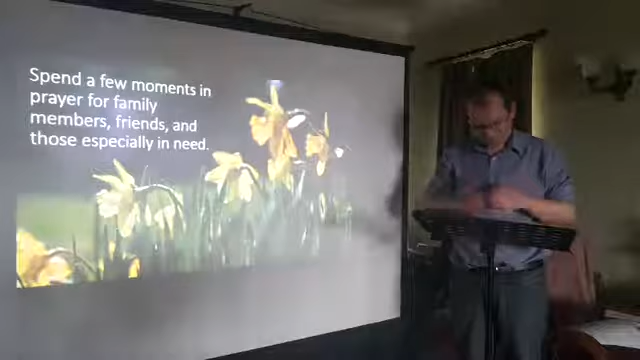 Spend a few moments in
prayer for family
members, friends, and
those especially in need.